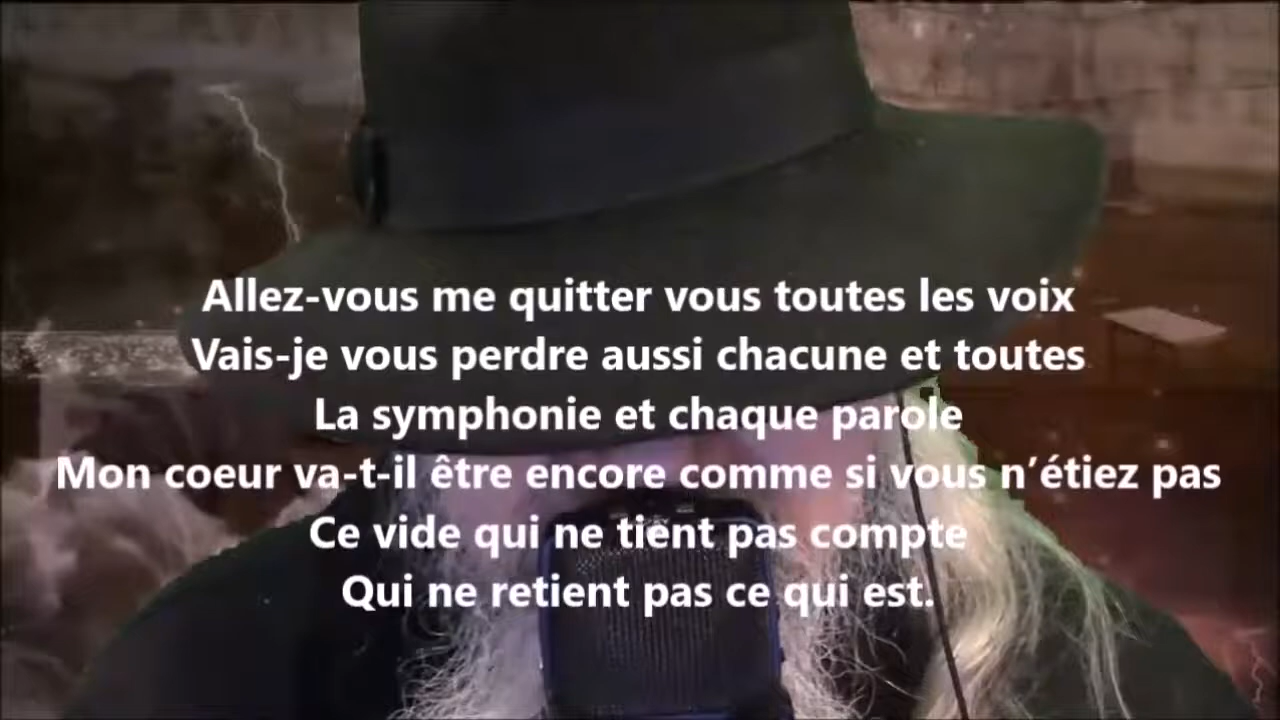 Allez-vous me quitter vous toutes les voix
Vais-je vous perdre aussi chacune et toutes
La symphonie et chaque parole
Mon coeur va-t-il être encore comme si vous n’étiez pas
Ce vide qui ne tient pas compte
Qui ne retient pas ce qui est.